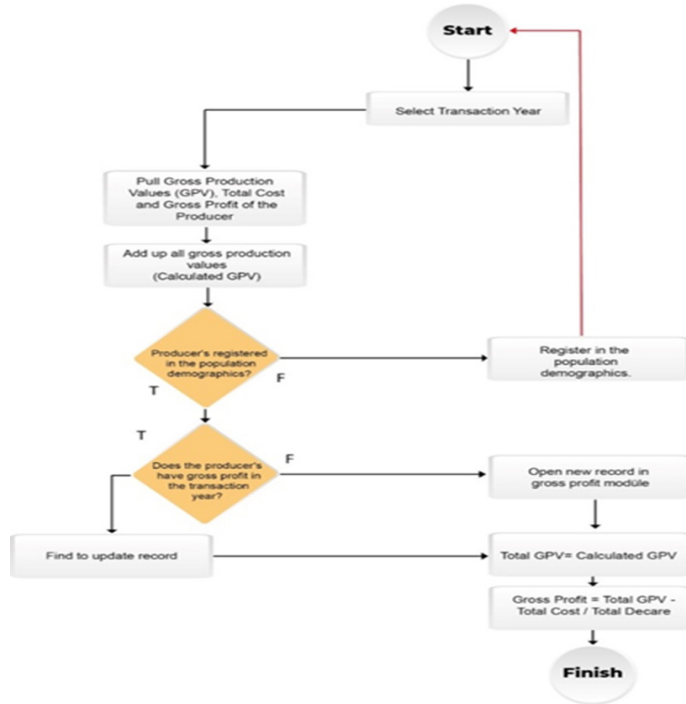 Start
Select Transaction Year
Pull Gross Production
Values (GPV), Total Cost
and Gross Profit of the
Producer
Add up all gross production
values
(Calculated GPV)
Producer's registered
in the population
demographics?
T
F
Register in the
population
demographics.
T
F
Does the producer's
have gross profit in
the transaction
year?
Open new record in
gross profit modüle
Find to update record
Total GPV= Calculated GPV
Gross Profit = Total GPV -
Total Cost / Total Decare
Finish